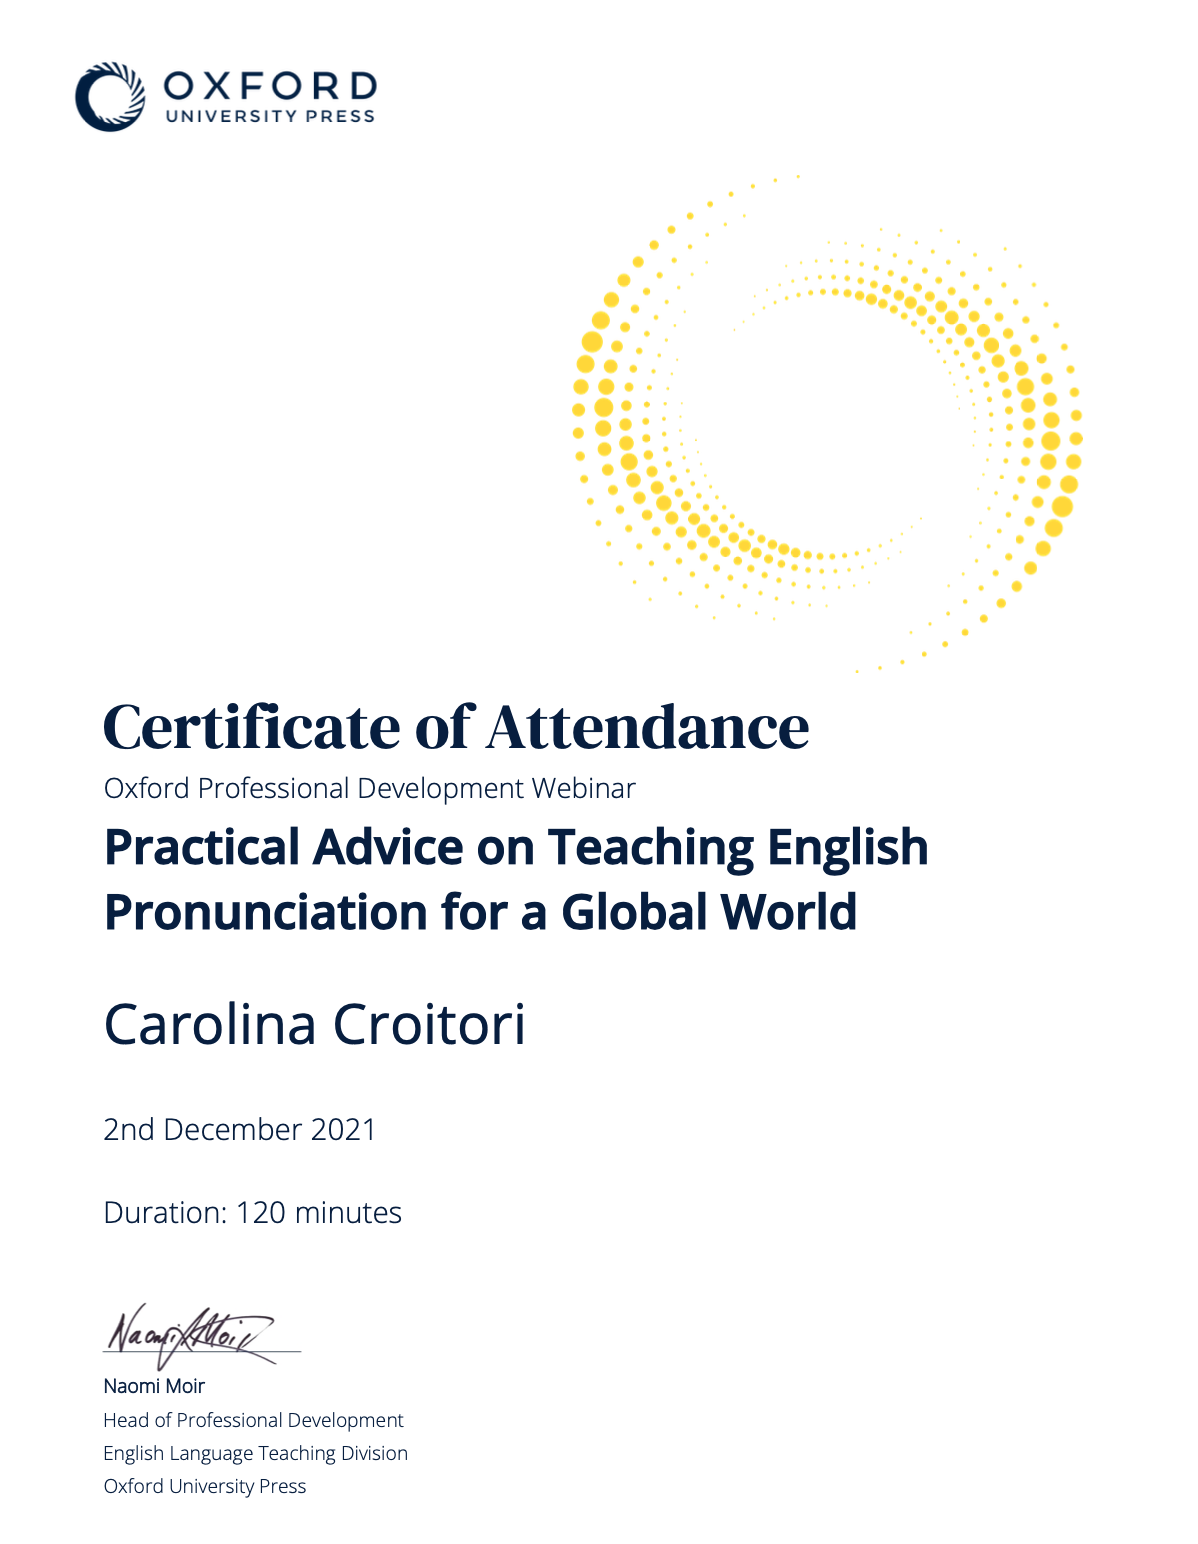 OXFORD
UNIVERSITY PRESS
Certificate of Attendance
Oxford Professional Development Webinar
Practical Advice on Teaching English
Pronunciation for a Global World
Carolina Croitori
2nd December 2021
Duration: 120 minutes
Naomi Moir
Naomi Moir
Head of Professional Development
English Language Teaching Division
Oxford University Press